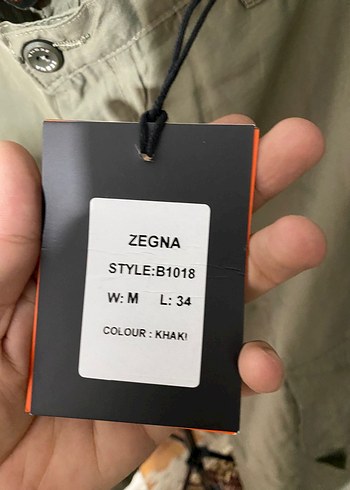 ZEGNA
STYLE:B1018
W: M L: 34
COLOUR : KHAKI